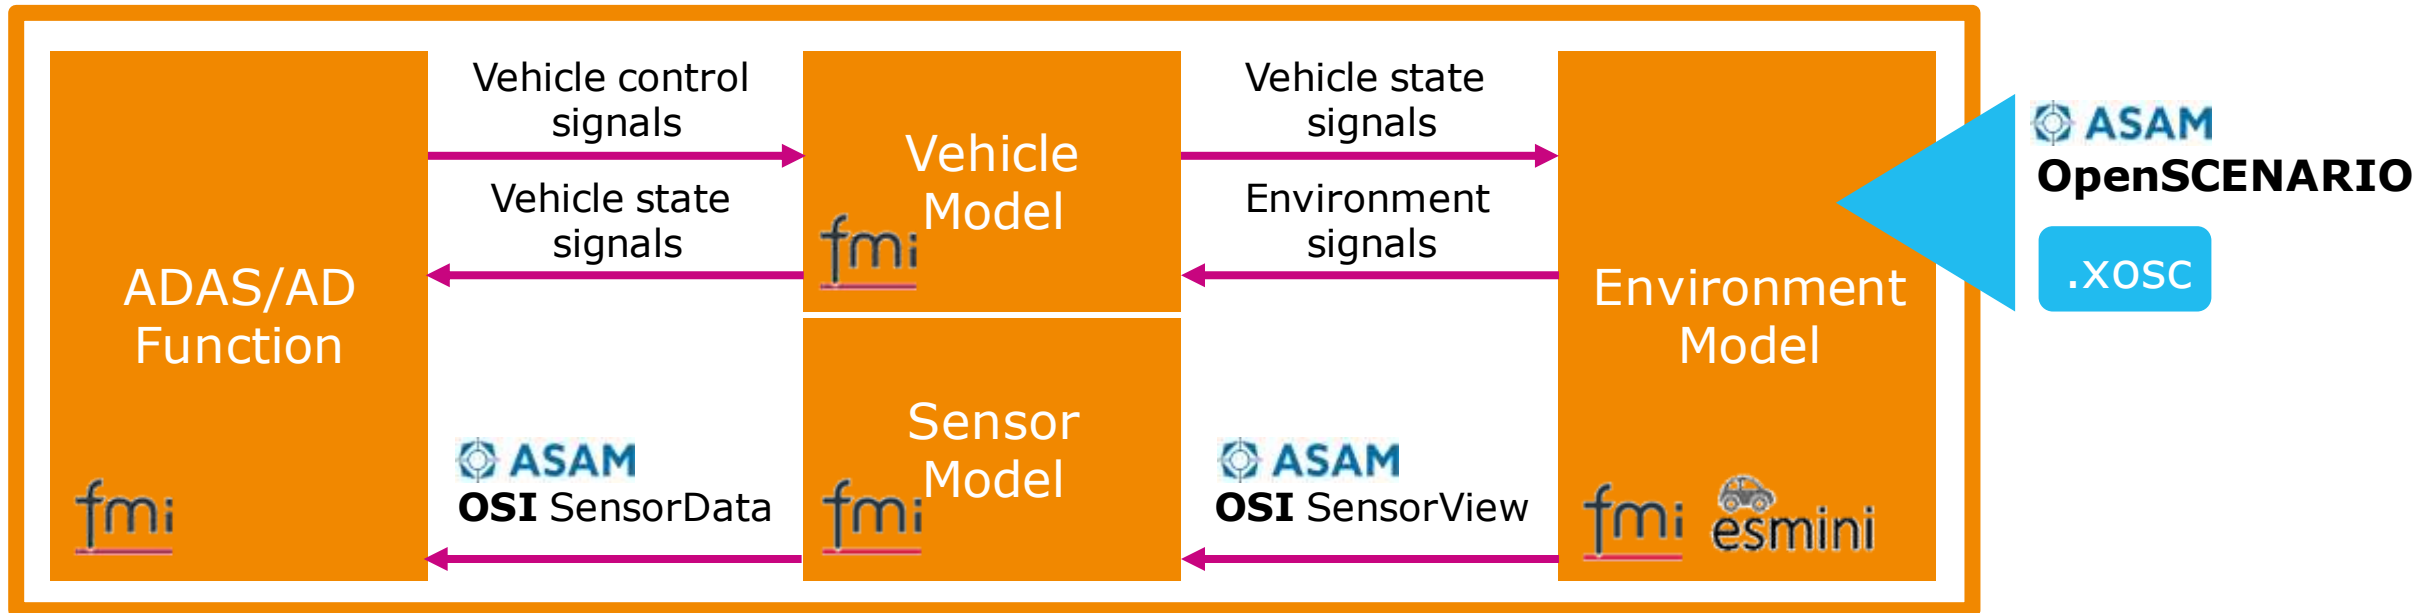 ADAS/AD
Function
fmi
Vehicle control
signals
Vehicle state
signals
ASAM
OSI SensorData
Vehicle
Model
fmi
Sensor
Model
fmi
Vehicle state
signals
Environment
signals
ASAM
OSI SensorView
Environment
Model
fmi
esmini
ASAM
OpenSCENARIO
.xosc